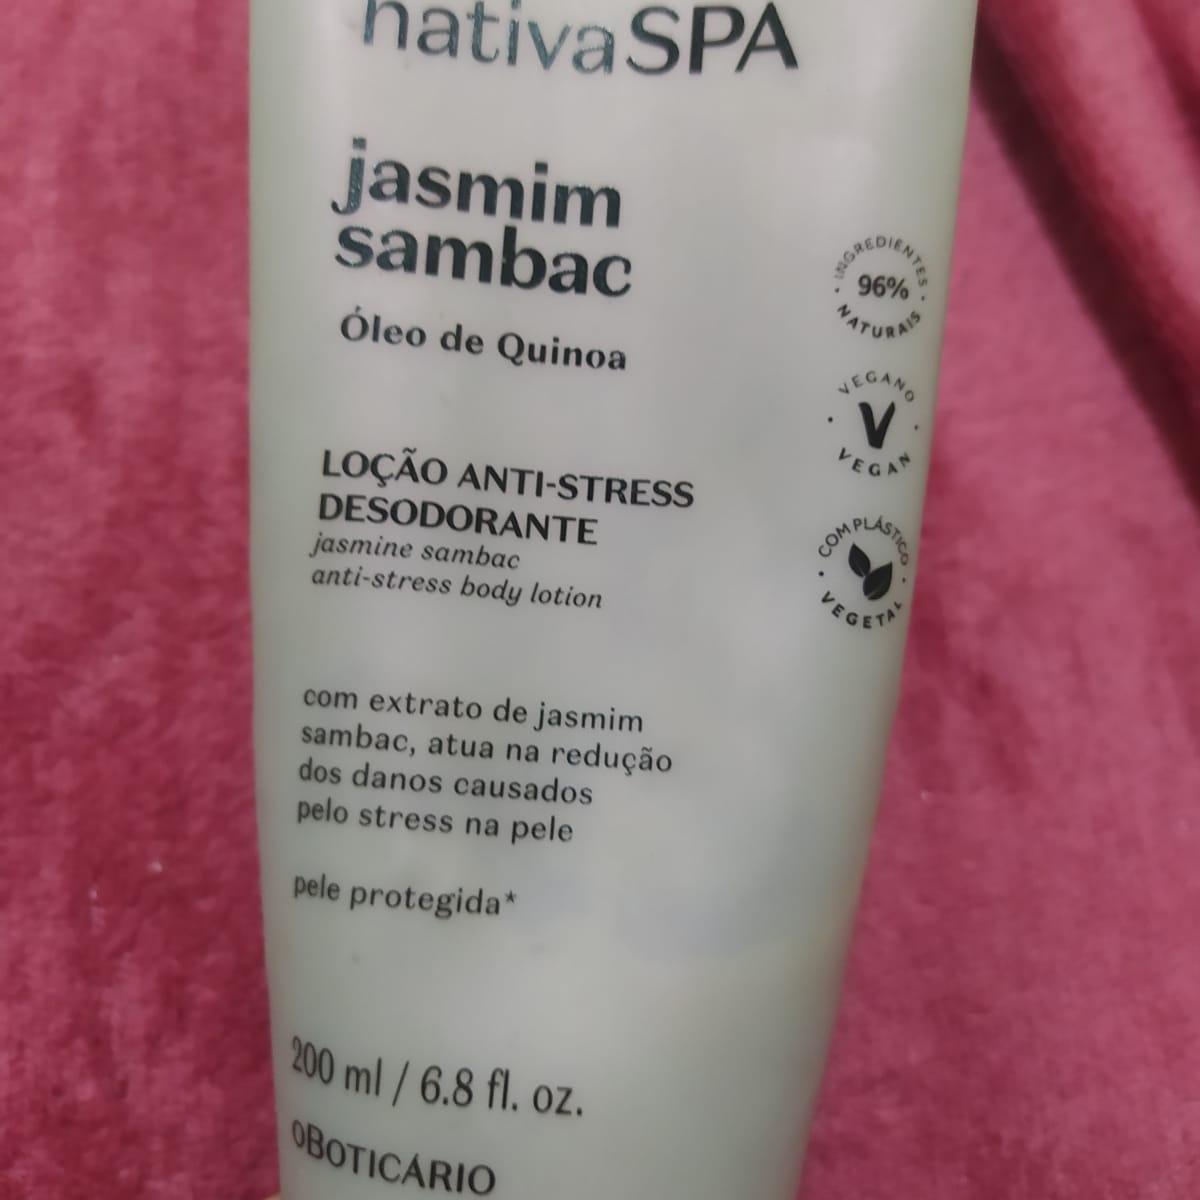 nativaSPA
jasmim
sambac
Óleo de Quinoa
LOÇÃO ANTI-STRESS
DESODORANTE
jasmine sambac
anti-stress body lotion
com extrato de jasmim
sambac, atua na redução
dos danos causados
pelo stress na pele
pele protegida*
200 ml / 6.8 fl. oz.
oBOTICÁRIO
INGREDIENTES
96%
NATURAIS
VEGANO
V
VEGAN
COM PLÁSTICO
VEGETAL